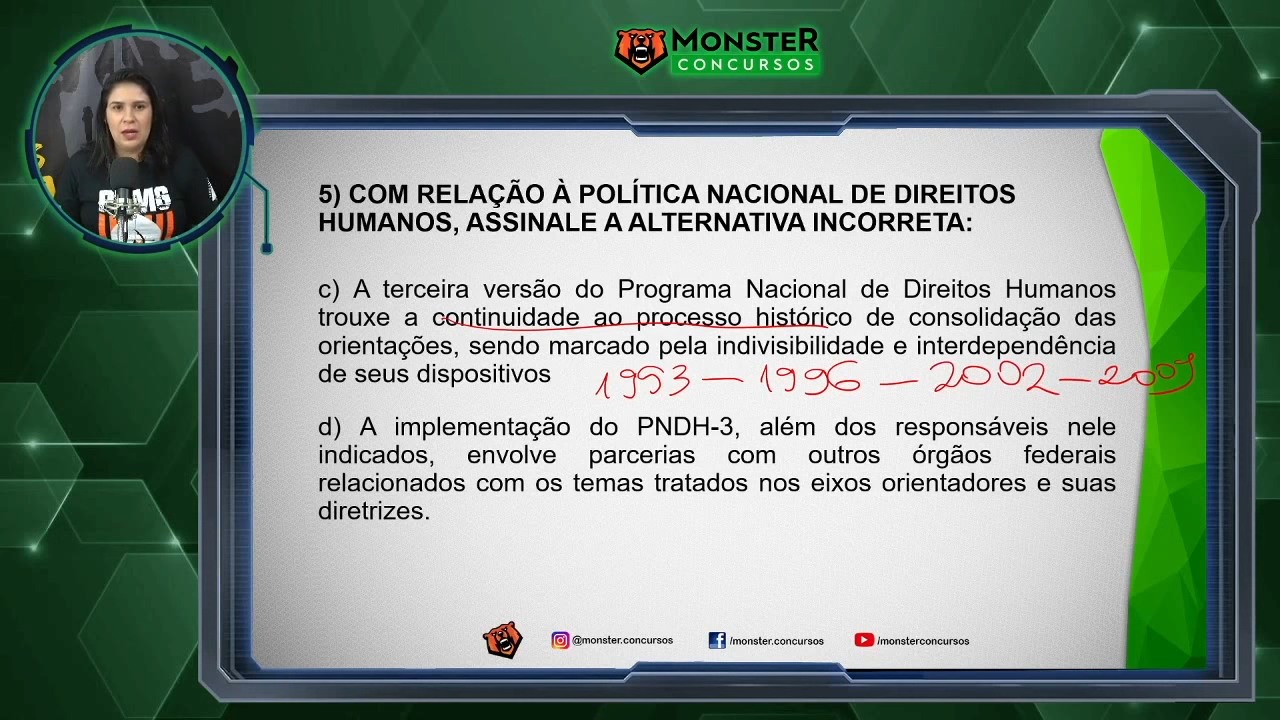 MONSTER
CONCURSOS
5) COM RELAÇÃO À POLÍTICA NACIONAL DE DIREITOS
HUMANOS, ASSINALE A ALTERNATIVA INCORRETA:
c) A terceira versão do Programa Nacional de Direitos Humanos
trouxe a continuidade ao processo histórico de consolidação das
orientações, sendo marcado pela indivisibilidade e interdependência
de seus dispositivos
1993 - 1996 - 2002 - 2009
d) A implementação do PNDH-3, além dos responsáveis nele
indicados, envolve parcerias com outros órgãos federais
relacionados com os temas tratados nos eixos orientadores e suas
diretrizes.
@monster.concursos /monster.concursos /monsterconcursos